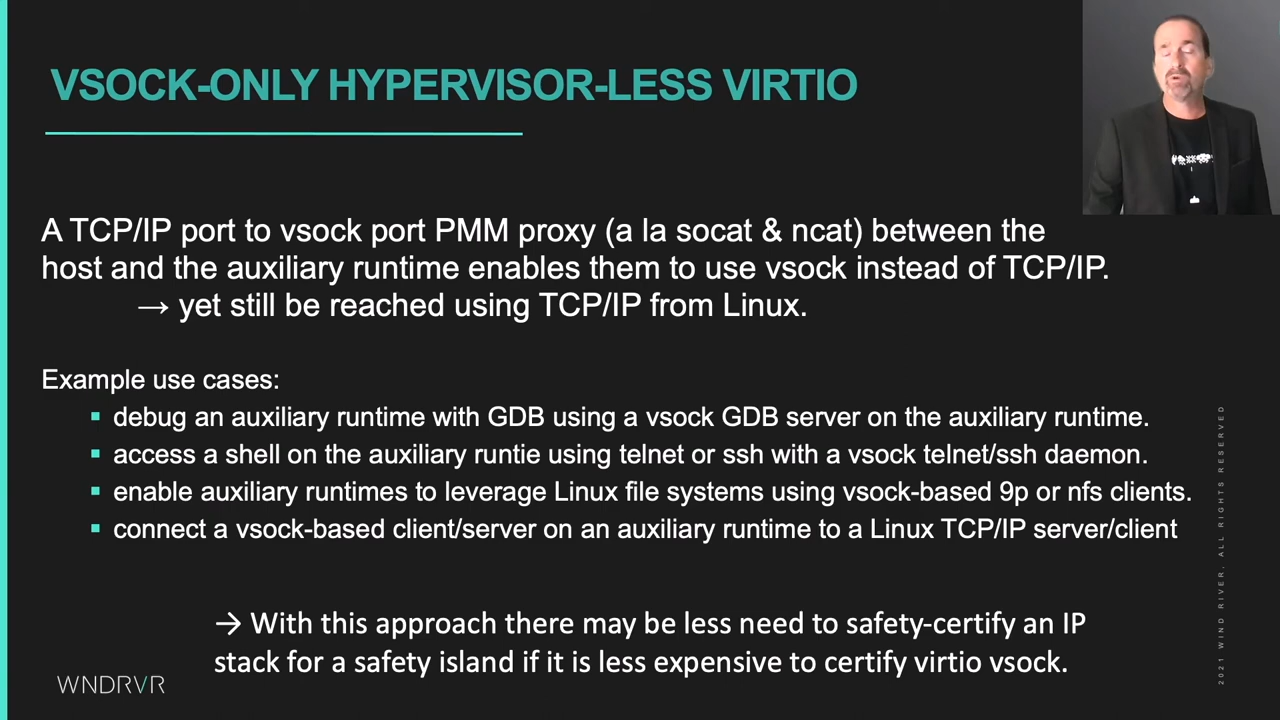 VSOCK-ONLY HYPERVISOR-LESS VIRTIO
A TCP/IP port to vsock port PMM proxy (a la socat & ncat) between the
host and the auxiliary runtime enables them to use vsock instead of TCP/IP.
→ yet still be reached using TCP/IP from Linux.
Example use cases:
▪ debug an auxiliary runtime with GDB using a vsock GDB server on the auxiliary runtime.
▪ access a shell on the auxiliary runtie using telnet or ssh with a vsock telnet/ssh daemon.
▪ enable auxiliary runtimes to leverage Linux file systems using vsock-based 9p or nfs clients.
▪ connect a vsock-based client/server on an auxiliary runtime to a Linux TCP/IP server/client
→ With this approach there may be less need to safety-certify an IP
stack for a safety island if it is less expensive to certify virtio vsock.
WNDRVR
2021 WIND RIVER, ALL RIGHTS RESERVED